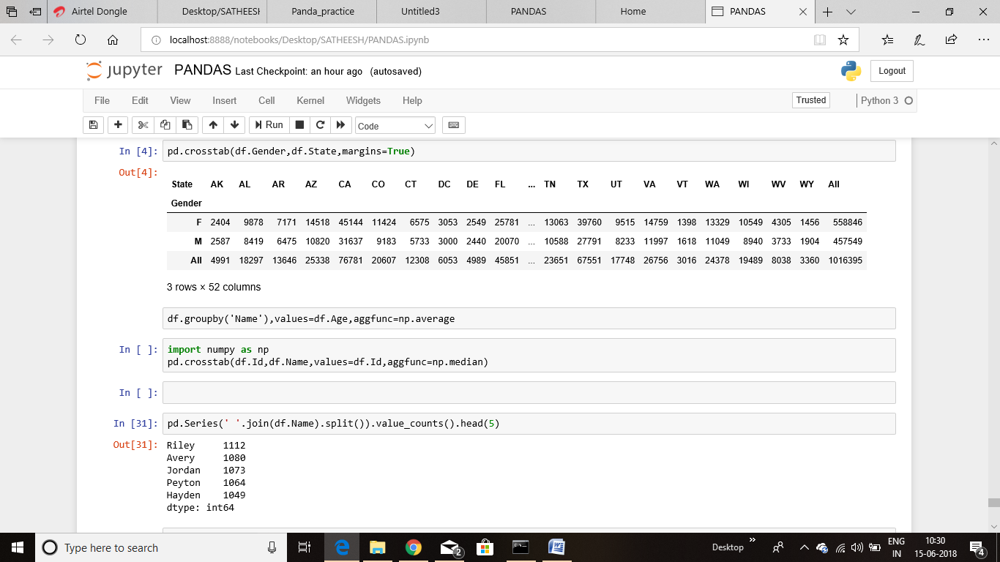 Airtel Dongle Desktop/SATHEESH Panda_practice Untitled3 PANDAS Home PANDAS
localhost:8888/notebooks/Desktop/SATHEESH/PANDAS.ipynb
jupyter PANDAS Last Checkpoint: an hour ago (autosaved) Logout
File Edit View Insert Cell Kernel Widgets Help Trusted Python 3
Run Code
In [4]: pd.crosstab(df.Gender,df.State,margins=True)
Out[4]:
State AK AL AR AZ CA CO CT DC DE FL ... TN TX UT VA VT WA WI WV WY All
Gender
F 2404 9878 7171 14518 45144 11424 6575 3053 2549 25781 ... 13063 39760 9515 14759 1398 13329 10549 4305 1456 558846
M 2587 8419 6475 10820 31637 9183 5733 3000 2440 20070 ... 10588 27791 8233 11997 1618 11049 8940 3733 1904 457549
All 4991 18297 13646 25338 76781 20607 12308 6053 4989 45851 ... 23651 67551 17748 26756 3016 24378 19489 8038 3360 1016395
3 rows × 52 columns
df.groupby('Name'),values=df.Age,aggfunc=np.average
In [ ]: import numpy as np
pd.crosstab(df.Id,df.Name,values=df.Id,aggfunc=np.median)
In [ ]:
In [31]: pd.Series(' '.join(df.Name).split()).value_counts().head(5)
Out[31]: Riley 1112
Avery 1080
Jordan 1073
Peyton 1064
Hayden 1049
dtype: int64
Type here to search 2 Desktop ENG 10:30
IN 15-06-2018 4